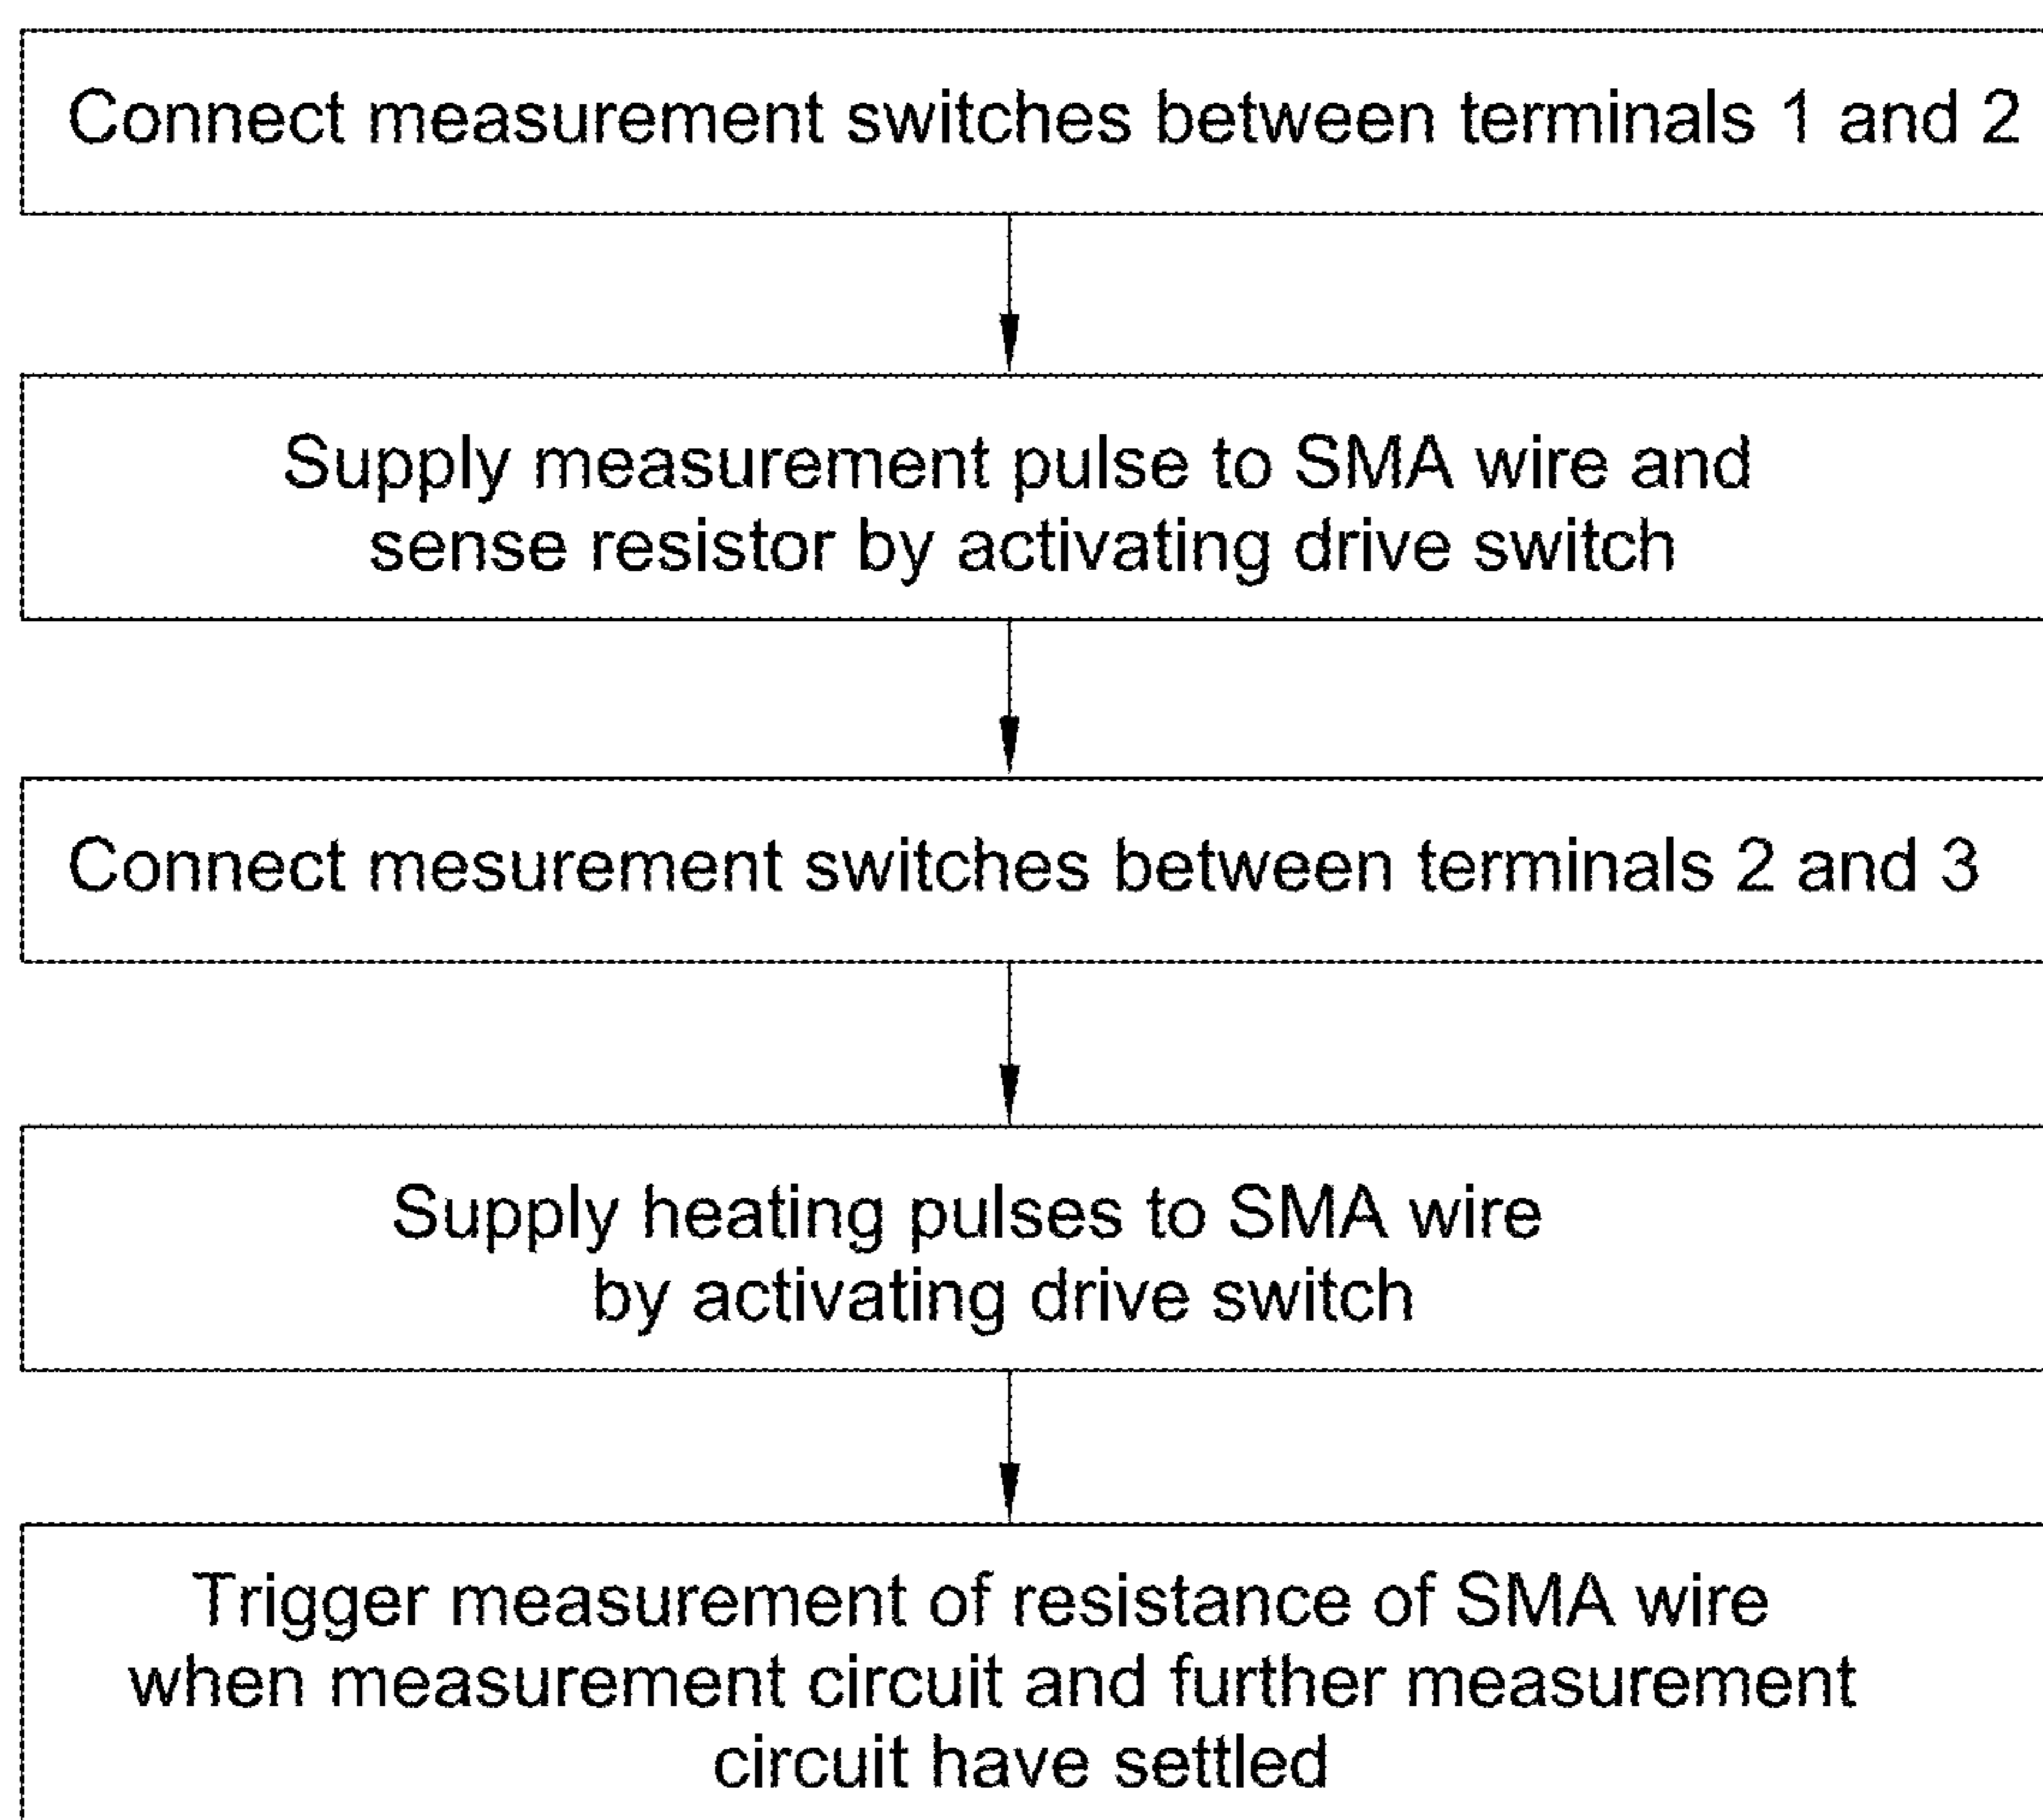 Connect measurement switches between terminals 1 and 2
Supply measurement pulse to SMA wire and
sense resistor by activating drive switch
Connect mesurement switches between terminals 2 and 3
Supply heating pulses to SMA wire
by activating drive switch
Trigger measurement of resistance of SMA wire
when measurement circuit and further measurement
circuit have settled